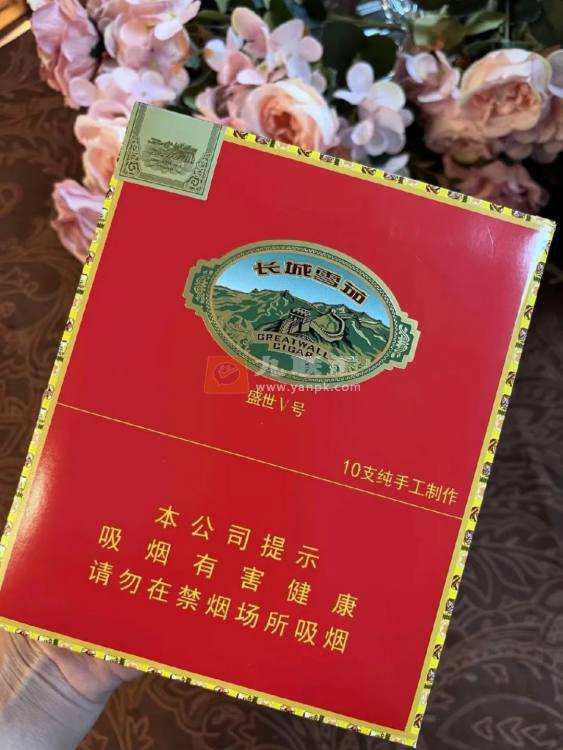 长城雪茄
GREATWALL
CIGAR
www.yanpk.com
盛世V号
10支纯手工制作
本公司提示
吸烟有害健康
请勿在禁烟场所吸烟